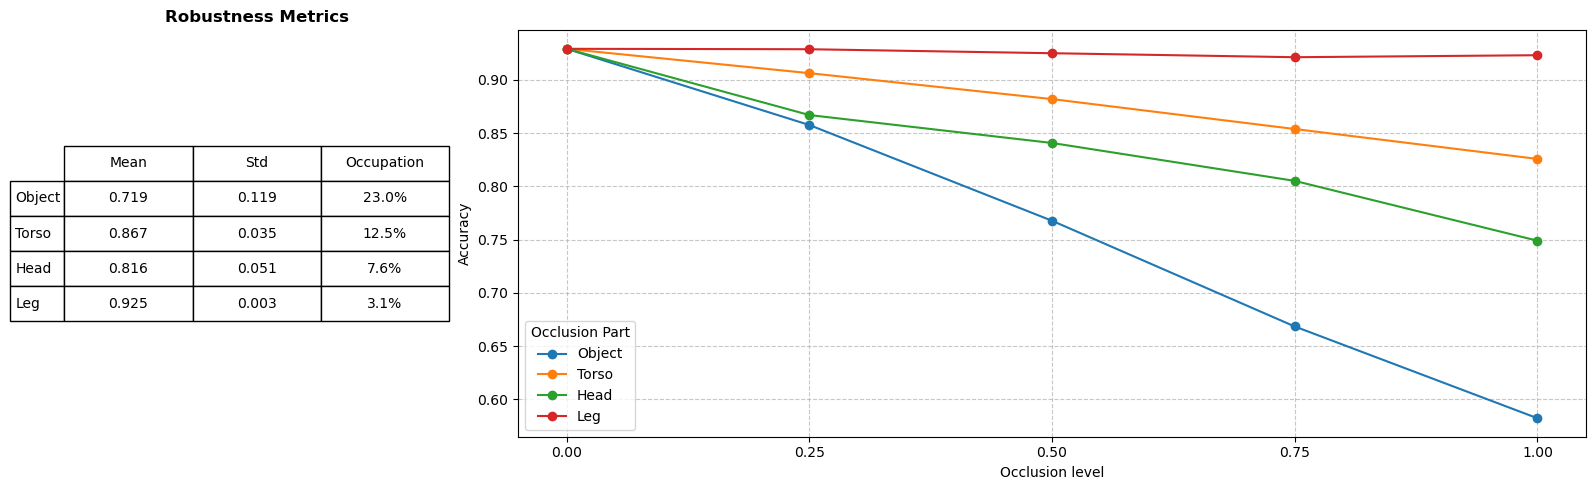 Robustness Metrics
Mean Std Occupation
Object 0.719 0.119 23.0%
Torso 0.867 0.035 12.5%
Head 0.816 0.051 7.6%
Leg 0.925 0.003 3.1%
Accuracy
0.90
0.85
0.80
0.75
0.70
0.65
0.60
Occlusion Part
Object
Torso
Head
Leg
0.00 0.25 0.50 0.75 1.00
Occlusion level